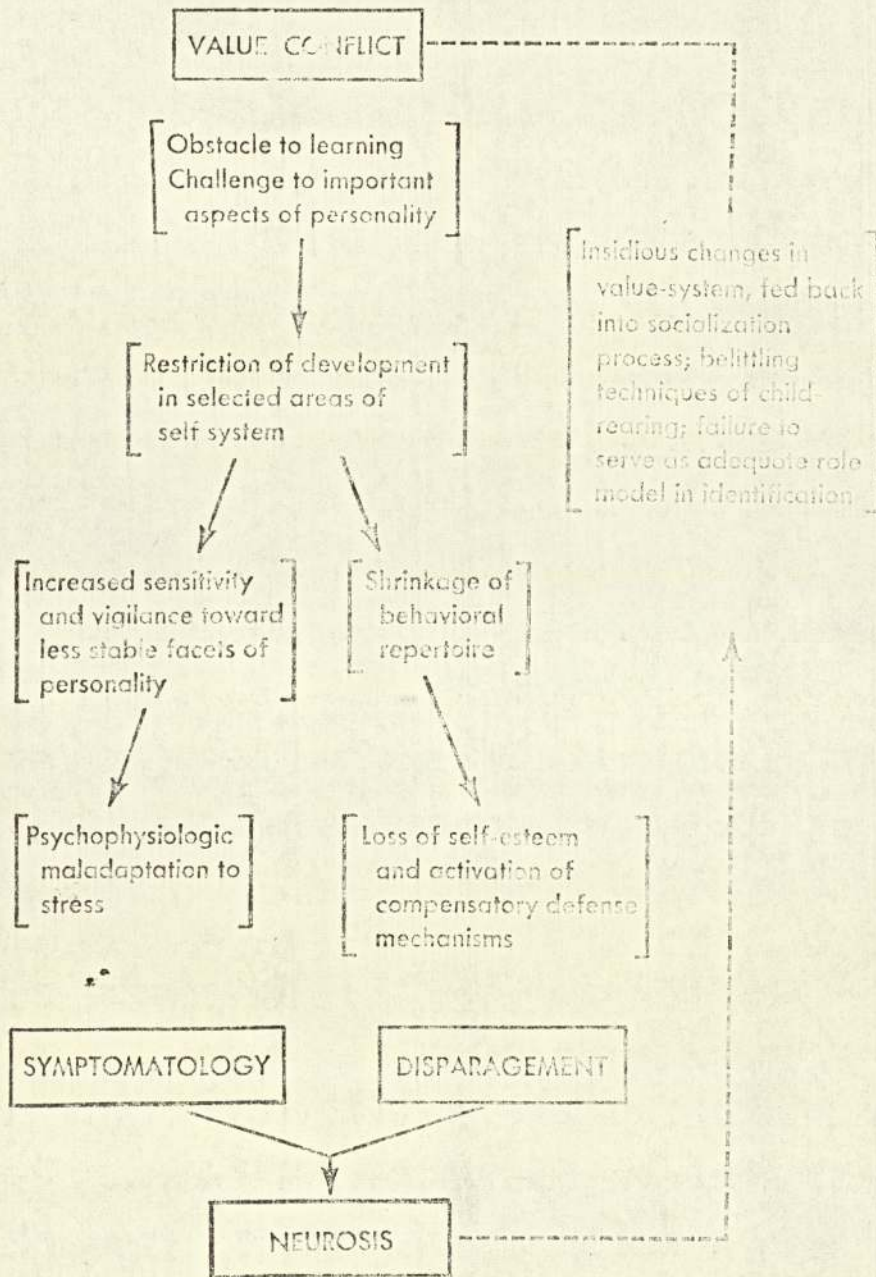 VALUE CONFLICT
Obstacle to learning
Challenge to important
aspects of personality
Insidious changes in
value-system, fed back
into socialization
process; belittling
techniques of child-
rearing; failure to
serve as adequate role
model in identification
Restriction of development
in selected areas of
self system
Increased sensitivity
and vigilance toward
less stable facets of
personality
Shrinkage of
behavioral
repertoire
Psychophysiologic
maladaptation to
stress
Loss of self-esteem
and activation of
compensatory defense
mechanisms
SYMPTOMATOLOGY
DISPARAGEMENT
NEUROSIS